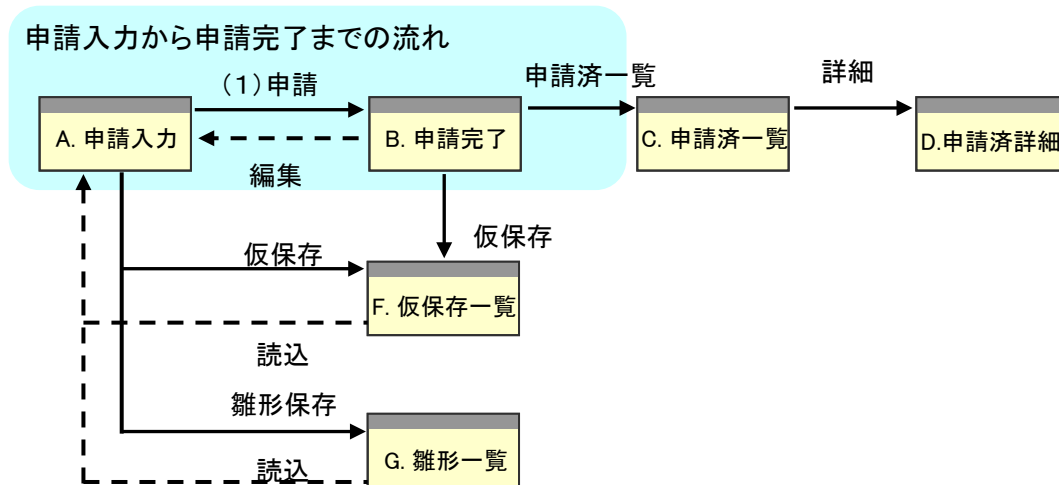 申請入力から申請完了までの流れ
(1)申請
申請済一覧
詳細
A. 申請入力
B. 申請完了
C. 申請済一覧
D.申請済詳細
編集
仮保存
仮保存
F. 仮保存一覧
読込
雛形保存
G. 雛形一覧
読込